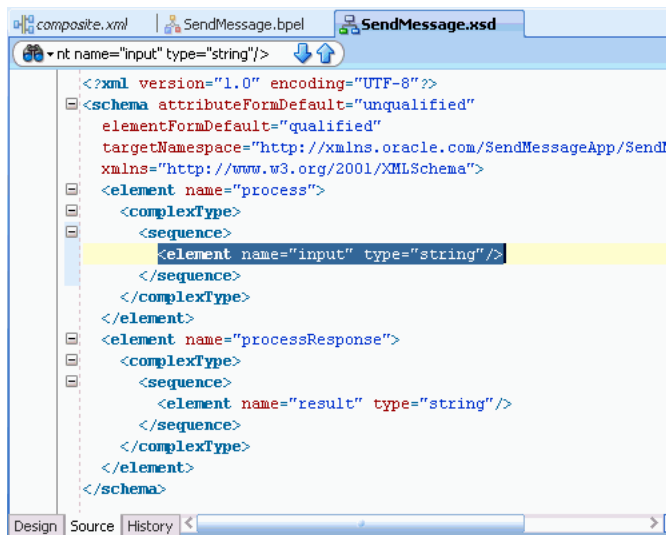 composite.xml SendMessage.bpel SendMessage.xsd
nt name="input" type="string"/>
<?xml version="1.0" encoding="UTF-8"?>
<schema attributeFormDefault="unqualified"
elementFormDefault="qualified"
targetNamespace="http://xmlns.oracle.com/SendMessageApp/SendM
xmlns="http://www.w3.org/2001/XMLSchema">
<element name="process">
<complexType>
<sequence>
<element name="input" type="string"/>
</sequence>
</complexType>
</element>
<element name="processResponse">
<complexType>
<sequence>
<element name="result" type="string"/>
</sequence>
</complexType>
</element>
</schema>
Design Source History